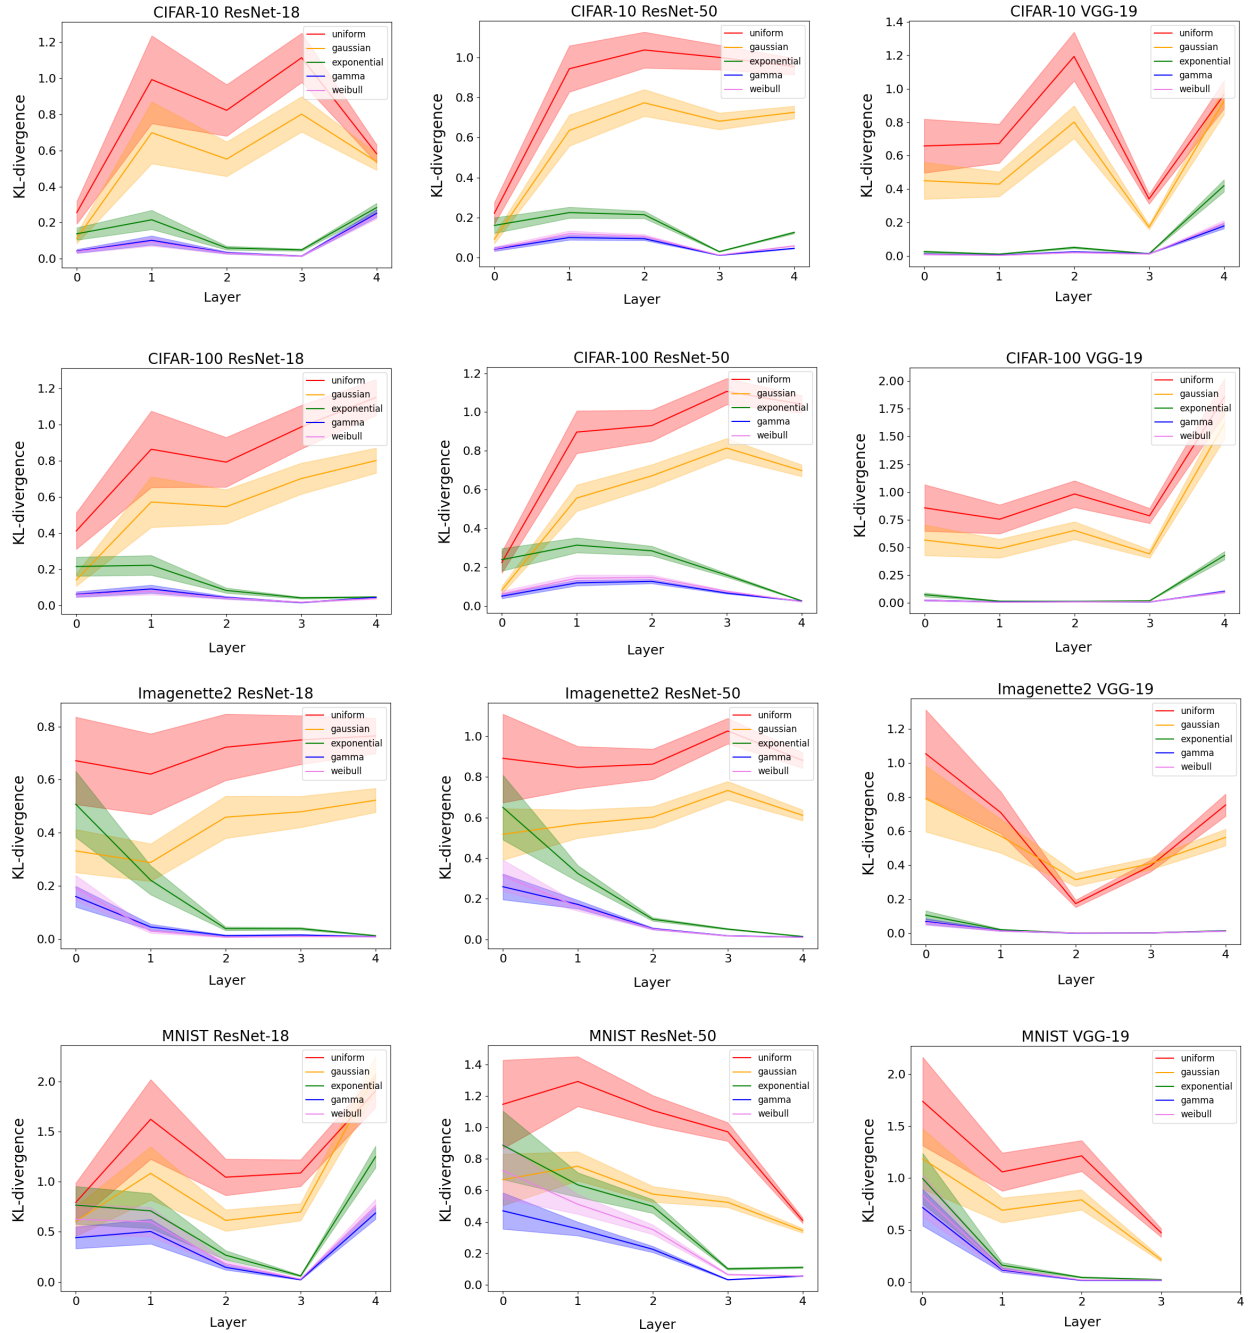 CIFAR-10 ResNet-18
KL-divergence
1.2
1.0
0.8
0.6
0.4
0.2
0.0
uniform
gaussian
exponential
gamma
weibull
0 1 2 3 4
Layer
CIFAR-10 ResNet-50
KL-divergence
1.0
0.8
0.6
0.4
0.2
0.0
uniform
gaussian
exponential
gamma
weibull
0 1 2 3 4
Layer
CIFAR-10 VGG-19
KL-divergence
1.4
1.2
1.0
0.8
0.6
0.4
0.2
0.0
uniform
gaussian
exponential
gamma
weibull
0 1 2 3 4
Layer
CIFAR-100 ResNet-18
KL-divergence
1.2
1.0
0.8
0.6
0.4
0.2
0.0
uniform
gaussian
exponential
gamma
weibull
0 1 2 3 4
Layer
CIFAR-100 ResNet-50
KL-divergence
1.2
1.0
0.8
0.6
0.4
0.2
0.0
uniform
gaussian
exponential
gamma
weibull
0 1 2 3 4
Layer
CIFAR-100 VGG-19
KL-divergence
2.00
1.75
1.50
1.25
1.00
0.75
0.50
0.25
0.00
uniform
gaussian
exponential
gamma
weibull
0 1 2 3 4
Layer
Imagenette2 ResNet-18
KL-divergence
0.8
0.6
0.4
0.2
0.0
uniform
gaussian
exponential
gamma
weibull
0 1 2 3 4
Layer
Imagenette2 ResNet-50
KL-divergence
1.0
0.8
0.6
0.4
0.2
0.0
uniform
gaussian
exponential
gamma
weibull
0 1 2 3 4
Layer
Imagenette2 VGG-19
KL-divergence
1.2
1.0
0.8
0.6
0.4
0.2
0.0
uniform
gaussian
exponential
gamma
weibull
0 1 2 3 4
Layer
MNIST ResNet-18
KL-divergence
2.0
1.5
1.0
0.5
0.0
uniform
gaussian
exponential
gamma
weibull
0 1 2 3 4
Layer
MNIST ResNet-50
KL-divergence
1.4
1.2
1.0
0.8
0.6
0.4
0.2
0.0
uniform
gaussian
exponential
gamma
weibull
0 1 2 3 4
Layer
MNIST VGG-19
KL-divergence
2.0
1.5
1.0
0.5
0.0
uniform
gaussian
exponential
gamma
weibull
0 1 2 3 4
Layer